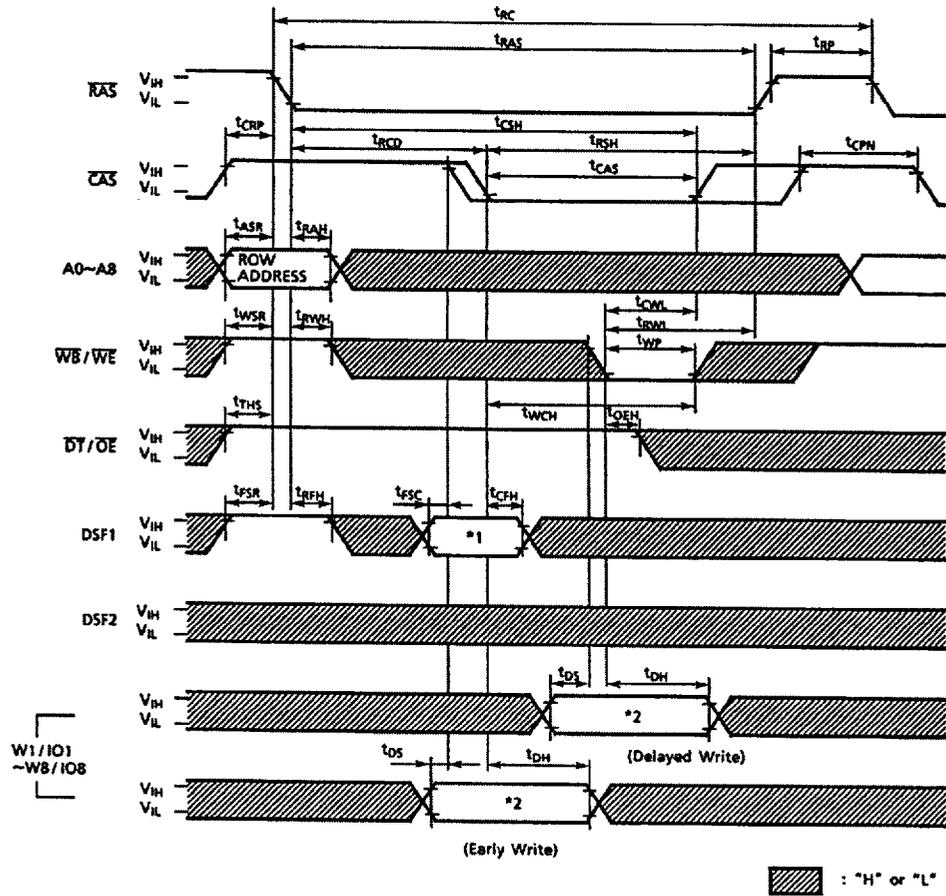 tRC
tRAS
tRP
RAS VIH
VIL
tCRP
tCSH
tRCD
tRSH
tCPN
CAS VIH
VIL
tCAS
tASR
tRAH
A0~A8 VIH
VIL
ROW
ADDRESS
tCWL
tRWL
tWSR
tRWH
tWP
WB/WE VIH
VIL
tTHS
tWCH
tOEH
DT/OE VIH
VIL
tFSR
tRFH
tFSC
tCFH
DSF1 VIH
VIL
*1
DSF2 VIH
VIL
tDS
tDH
VIH
VIL
*2
W1/IO1
~W8/IO8
(Delayed Write)
tDS
tDH
VIH
VIL
*2
(Early Write)
: "H" or "L"